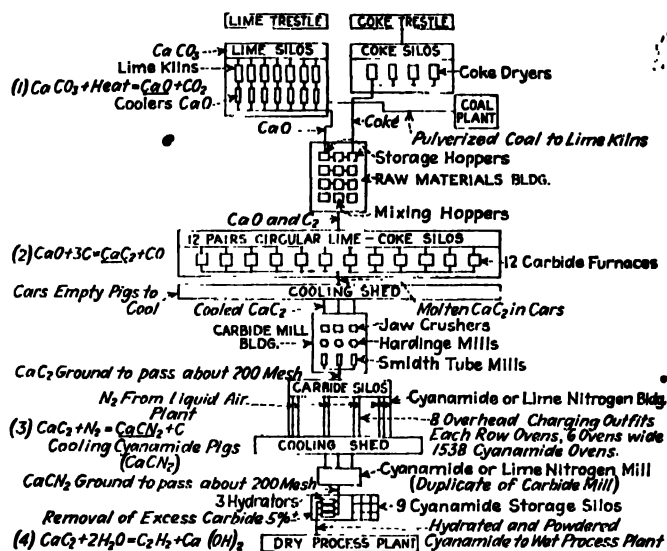 LIME TRESTLE
COKE TRESTLE
Ca CO3
LIME SILOS
COKE SILOS
Lime Kilns
Coke Dryers
(1) Ca CO3 + Heat = CaO + CO2
Coolers CaO
COAL PLANT
CaO
Coke
Pulverized Coal to Lime Kilns
Storage Hoppers
RAW MATERIALS BLDG.
Mixing Hoppers
CaO and C2
12 PAIRS CIRCULAR LIME - COKE SILOS
(2) CaO + 3C = CaC2 + CO
12 Carbide Furnaces
Cars Empty Pigs to Cool
COOLING SHED
Cooled CaC2
Molten CaC2 in Cars
CARBIDE MILL BLDG.
Jaw Crushers
Hardinge Mills
Smidth Tube Mills
CaC2 Ground to pass about 200 Mesh
CARBIDE SILOS
N2 From Liquid Air Plant
Cyanamide or Lime Nitrogen Bldg.
8 Overhead Charging Outfits
Each Row Ovens, 6 Ovens wide
1538 Cyanamide Ovens.
(3) CaC2 + N2 = CaCN2 + C
Cooling Cyanamide Pigs
(CaCN2)
COOLING SHED
Cyanamide or Lime Nitrogen Mill
(Duplicate of Carbide Mill)
CaCN2 Ground to pass about 200 Mesh
3 Hydrators
9 Cyanamide Storage Silos
Removal of Excess Carbide 5%±
Hydrated and Powdered
Cyanamide to Wet Process Plant
(4) CaC2 + 2H2O = C2H2 + Ca (OH)2
DRY PROCESS PLANT